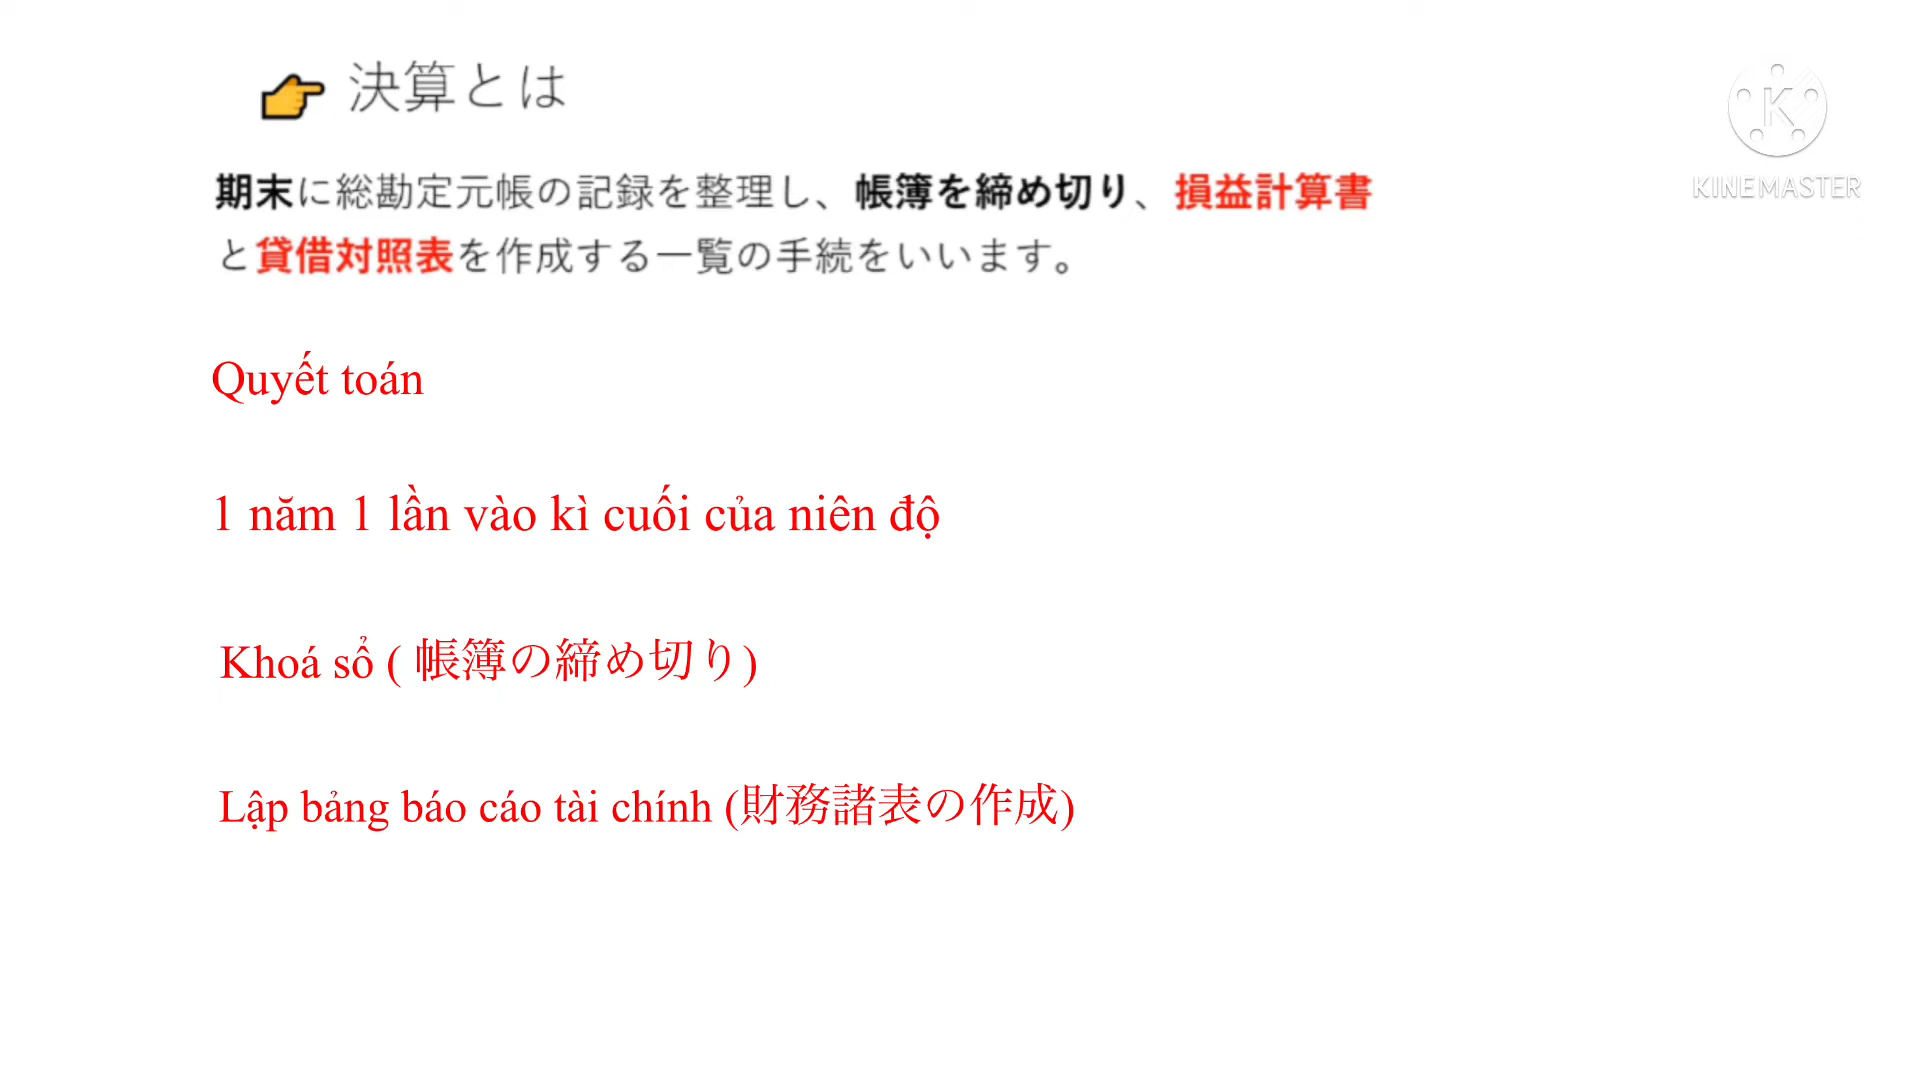 決算とは
KINEMASTER
期末に総勘定元帳の記録を整理し、帳簿を締め切り、損益計算書
と貸借対照表を作成する一覧の手続をいいます。
Quyết toán
1 năm 1 lần vào kì cuối của niên độ
Khoá sổ ( 帳簿の締め切り)
Lập bảng báo cáo tài chính (財務諸表の作成)